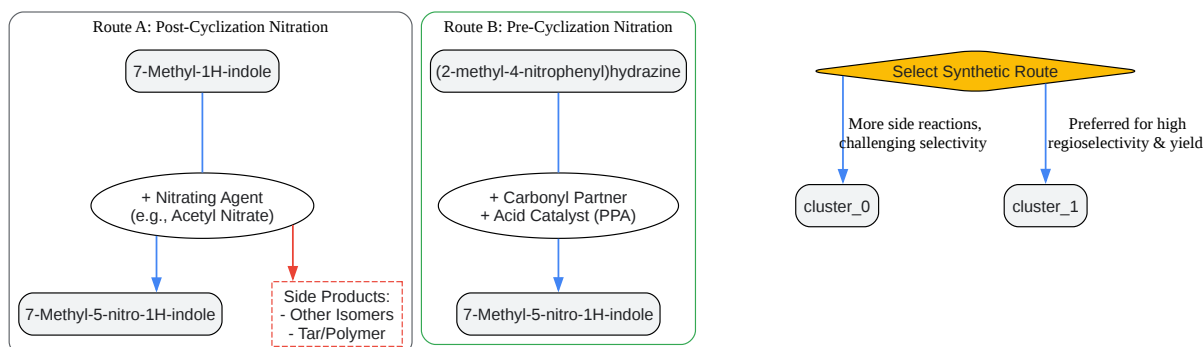 Route A: Post-Cyclization Nitration
7-Methyl-1H-indole
+ Nitrating Agent
(e.g., Acetyl Nitrate)
7-Methyl-5-nitro-1H-indole
Side Products:
- Other Isomers
- Tar/Polymer
Route B: Pre-Cyclization Nitration
(2-methyl-4-nitrophenyl)hydrazine
+ Carbonyl Partner
+ Acid Catalyst (PPA)
7-Methyl-5-nitro-1H-indole
Select Synthetic Route
More side reactions,
challenging selectivity
Preferred for high
regioselectivity & yield
cluster_0
cluster_1